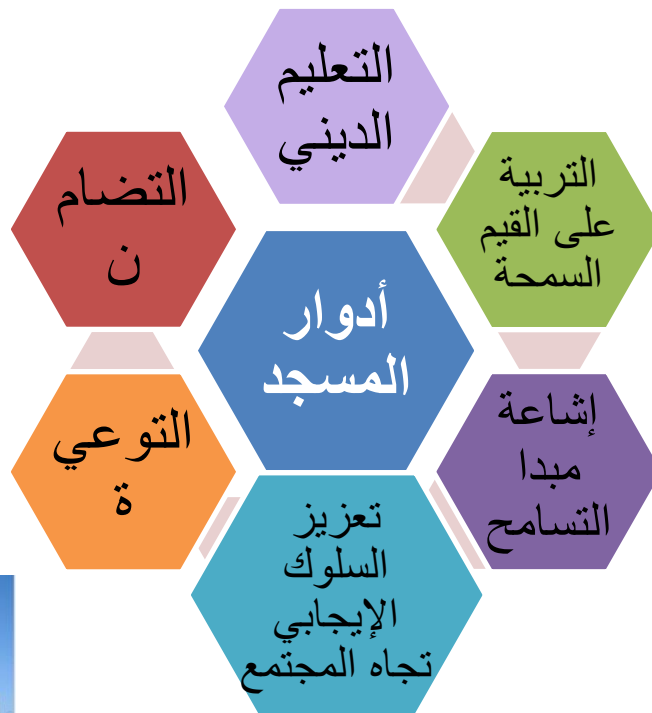 التعليم
الديني
التربية
على القيم
السمحة
إشاعة
مبدا
التسامح
تعزيز
السلوك
الإيجابي
تجاه المجتمع
التوعي
ة
التضام
ن
أدوار
المسجد